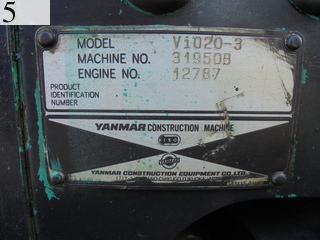 5
MODEL ViO20-3
MACHINE NO. 31950B
ENGINE NO. 12787
PRODUCT
IDENTIFICATION
NUMBER
YANMAR CONSTRUCTION MACHINE
YANMAR CONSTRUCTION EQUIPMENT CO., LTD.